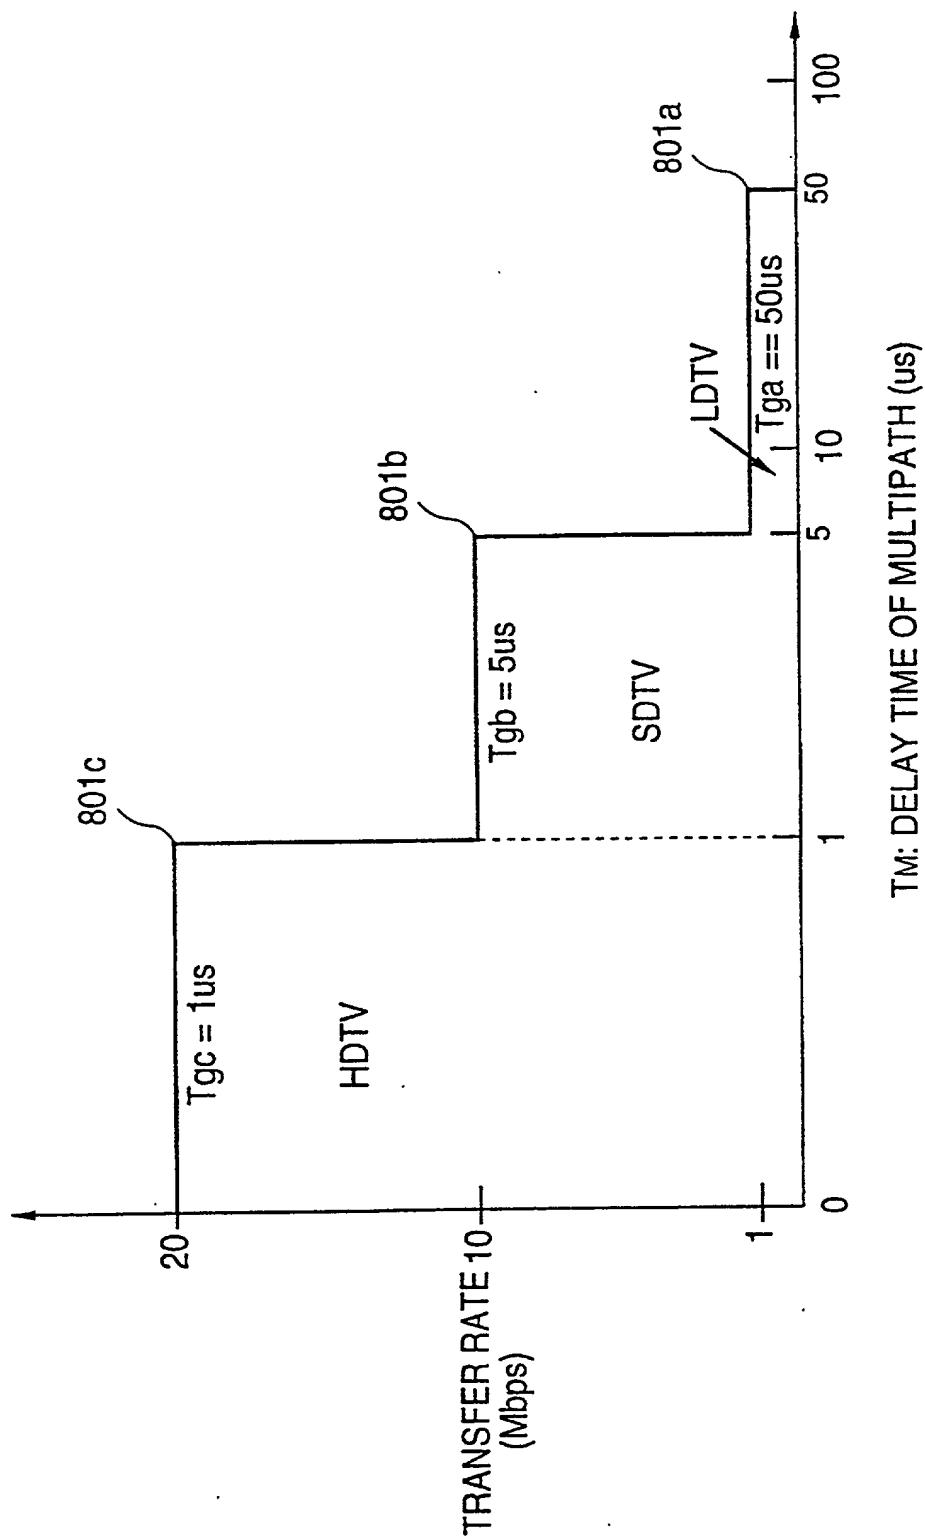 801c
20
Tgc = 1us
HDTV
801b
TRANSFER RATE
(Mbps)
10
Tgb = 5us
SDTV
801a
LDTV
Tga == 50us
1
0
1
5
10
50
100
TM: DELAY TIME OF MULTIPATH (us)